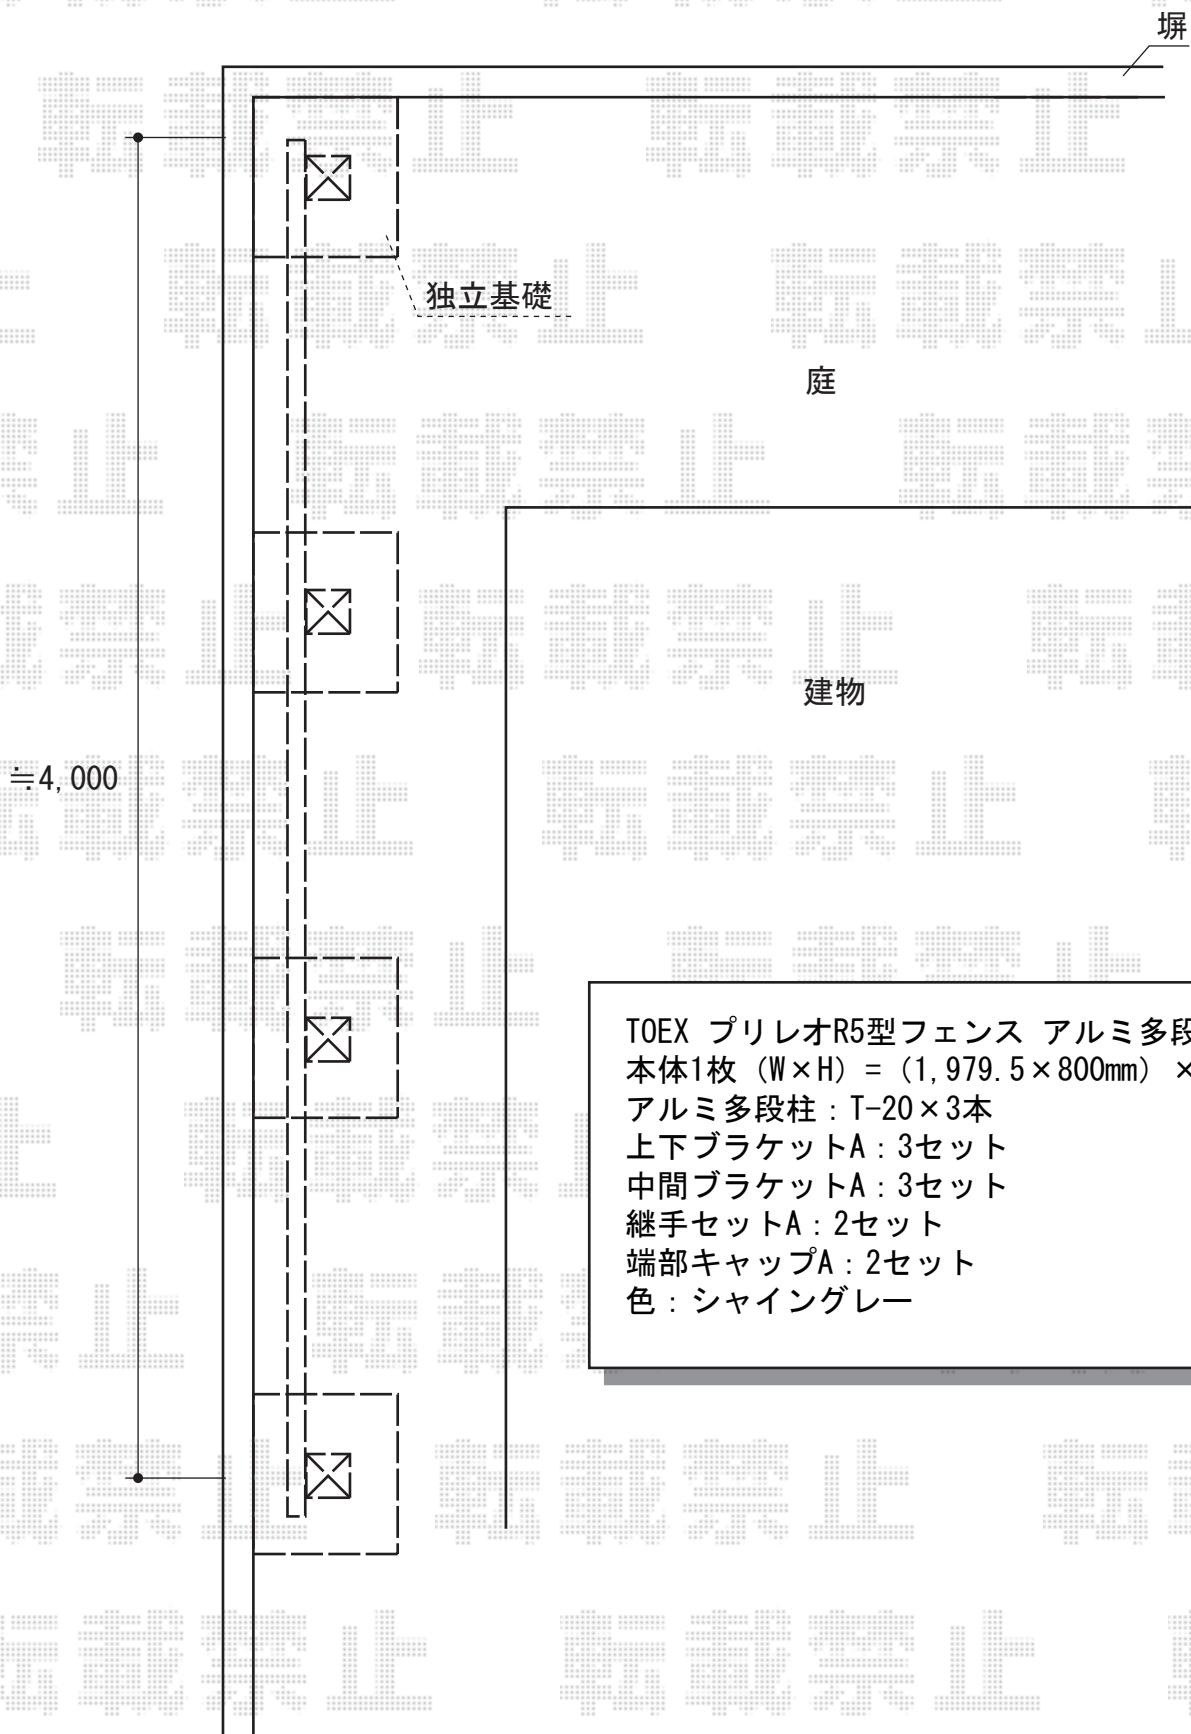 塀
独立基礎
庭
建物
≒4,000
TOEX プリレオR5型フェンス アルミ多段
本体1枚（W×H）=（1,979.5×800mm）×
アルミ多段柱：T-20×3本
上下ブラケットA：3セット
中間ブラケットA：3セット
継手セットA：2セット
端部キャップA：2セット
色：シャイングレー
転載禁止